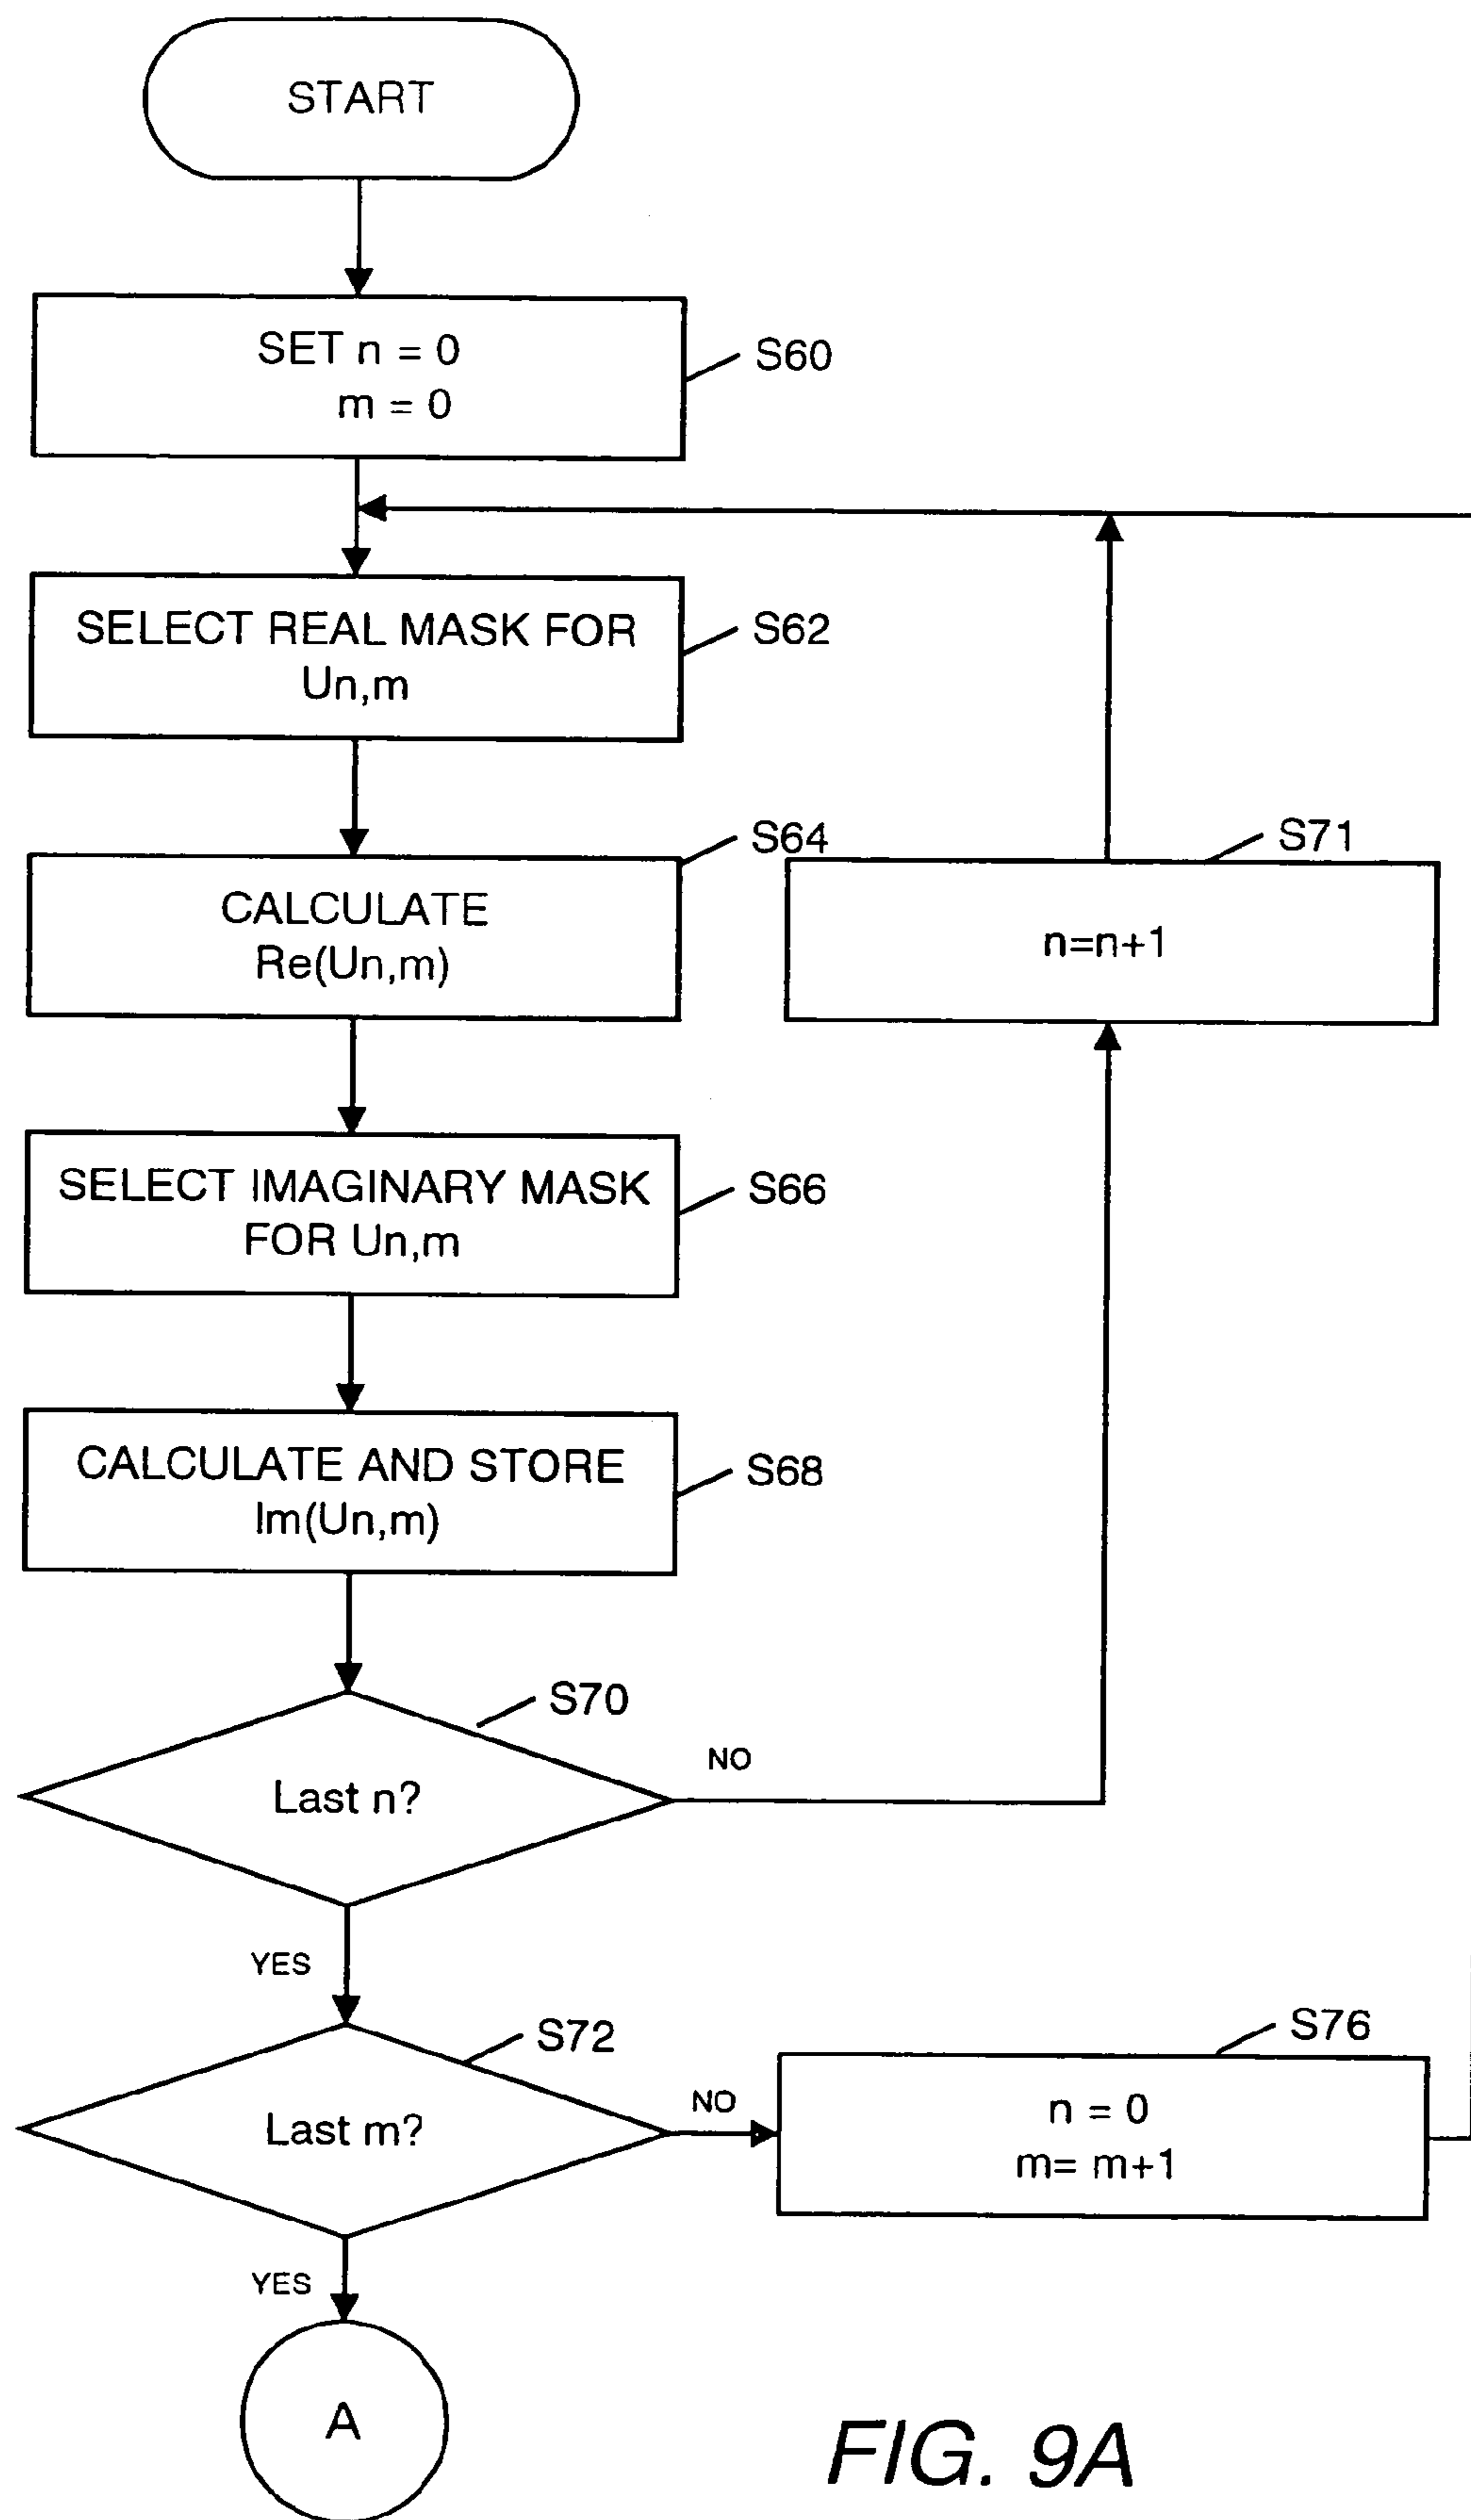 START
SET n = 0
m = 0
S60
SELECT REAL MASK FOR
Un,m
S62
CALCULATE
Re(Un,m)
S64
n=n+1
S71
SELECT IMAGINARY MASK
FOR Un,m
S66
CALCULATE AND STORE
Im(Un,m)
S68
Last n?
S70
NO
YES
Last m?
S72
NO
n = 0
m= m+1
S76
YES
A
FIG. 9A